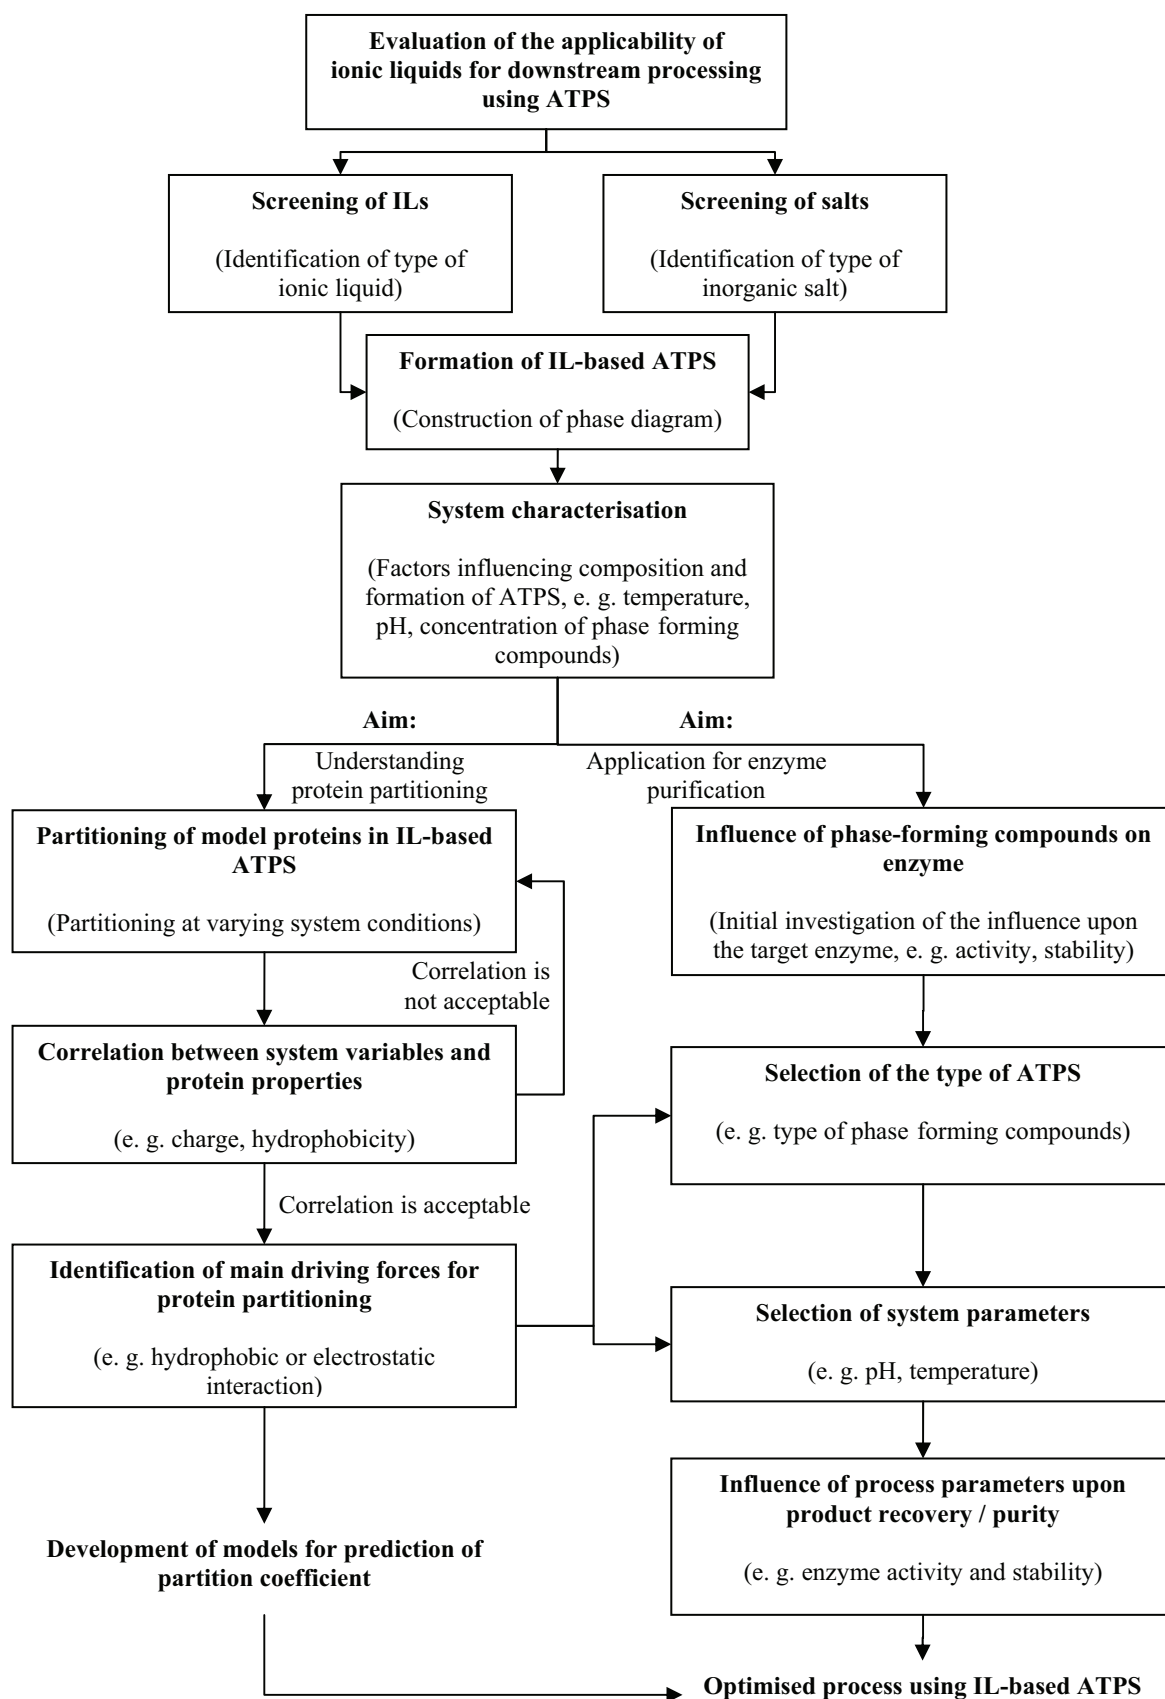 Evaluation of the applicability of
ionic liquids for downstream processing
using ATPS
Screening of ILs
(Identification of type of
ionic liquid)
Screening of salts
(Identification of type of
inorganic salt)
Formation of IL-based ATPS
(Construction of phase diagram)
System characterisation
(Factors influencing composition and
formation of ATPS, e. g. temperature,
pH, concentration of phase forming
compounds)
Aim:
Understanding
protein partitioning
Aim:
Application for enzyme
purification
Partitioning of model proteins in IL-based
ATPS
(Partitioning at varying system conditions)
Correlation is
not acceptable
Correlation between system variables and
protein properties
(e. g. charge, hydrophobicity)
Correlation is acceptable
Identification of main driving forces for
protein partitioning
(e. g. hydrophobic or electrostatic
interaction)
Development of models for prediction of
partition coefficient
Influence of phase-forming compounds on
enzyme
(Initial investigation of the influence upon
the target enzyme, e. g. activity, stability)
Selection of the type of ATPS
(e. g. type of phase forming compounds)
Selection of system parameters
(e. g. pH, temperature)
Influence of process parameters upon
product recovery / purity
(e. g. enzyme activity and stability)
Optimised process using IL-based ATPS